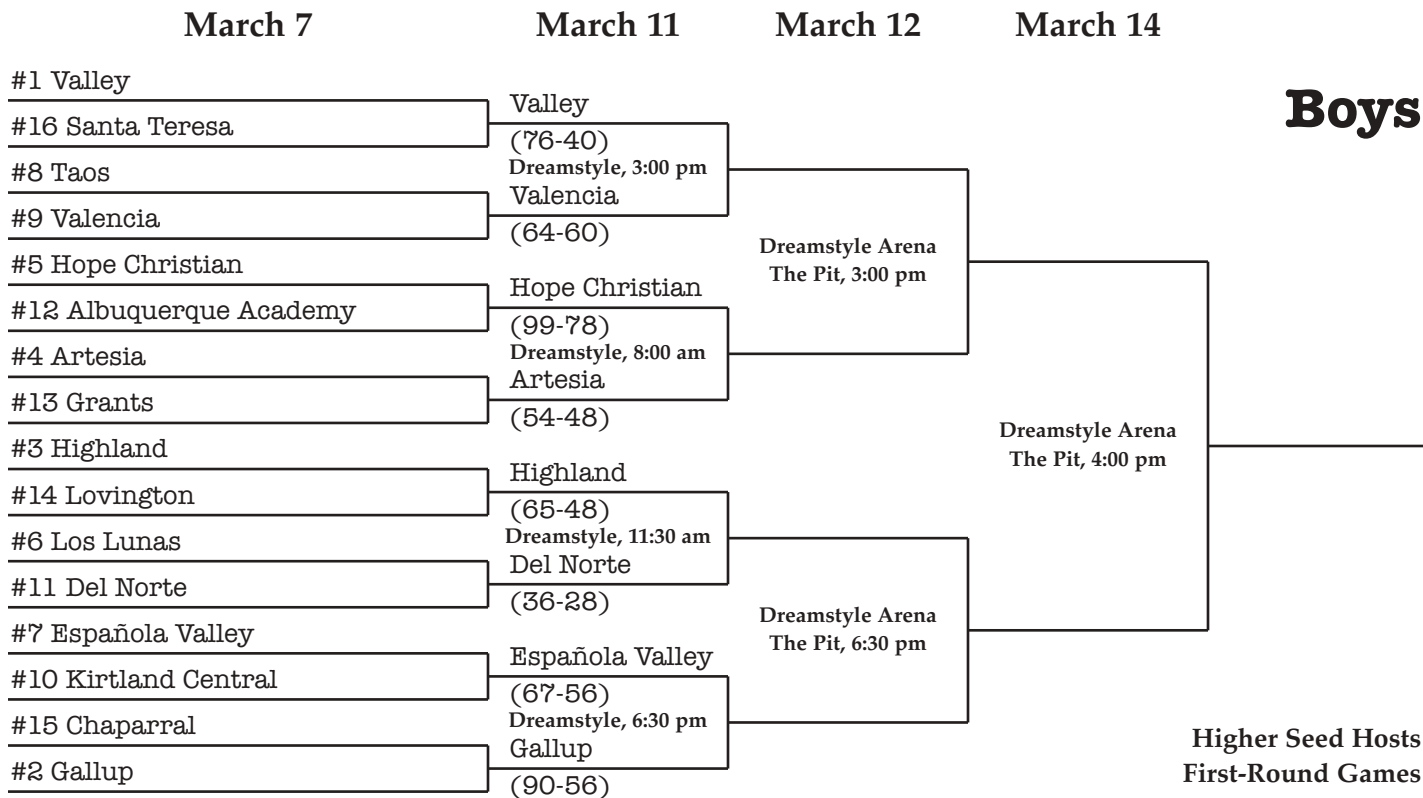 March 7
March 11
March 12
March 14
Boys
#1 Valley
#16 Santa Teresa
#8 Taos
#9 Valencia
#5 Hope Christian
#12 Albuquerque Academy
#4 Artesia
#13 Grants
#3 Highland
#14 Lovington
#6 Los Lunas
#11 Del Norte
#7 Española Valley
#10 Kirtland Central
#15 Chaparral
#2 Gallup
Valley
(76-40)
Dreamstyle, 3:00 pm
Valencia
(64-60)
Hope Christian
(99-78)
Dreamstyle, 8:00 am
Artesia
(54-48)
Highland
(65-48)
Dreamstyle, 11:30 am
Del Norte
(36-28)
Española Valley
(67-56)
Dreamstyle, 6:30 pm
Gallup
(90-56)
Dreamstyle Arena
The Pit, 3:00 pm
Dreamstyle Arena
The Pit, 6:30 pm
Dreamstyle Arena
The Pit, 4:00 pm
Higher Seed Hosts
First-Round Games